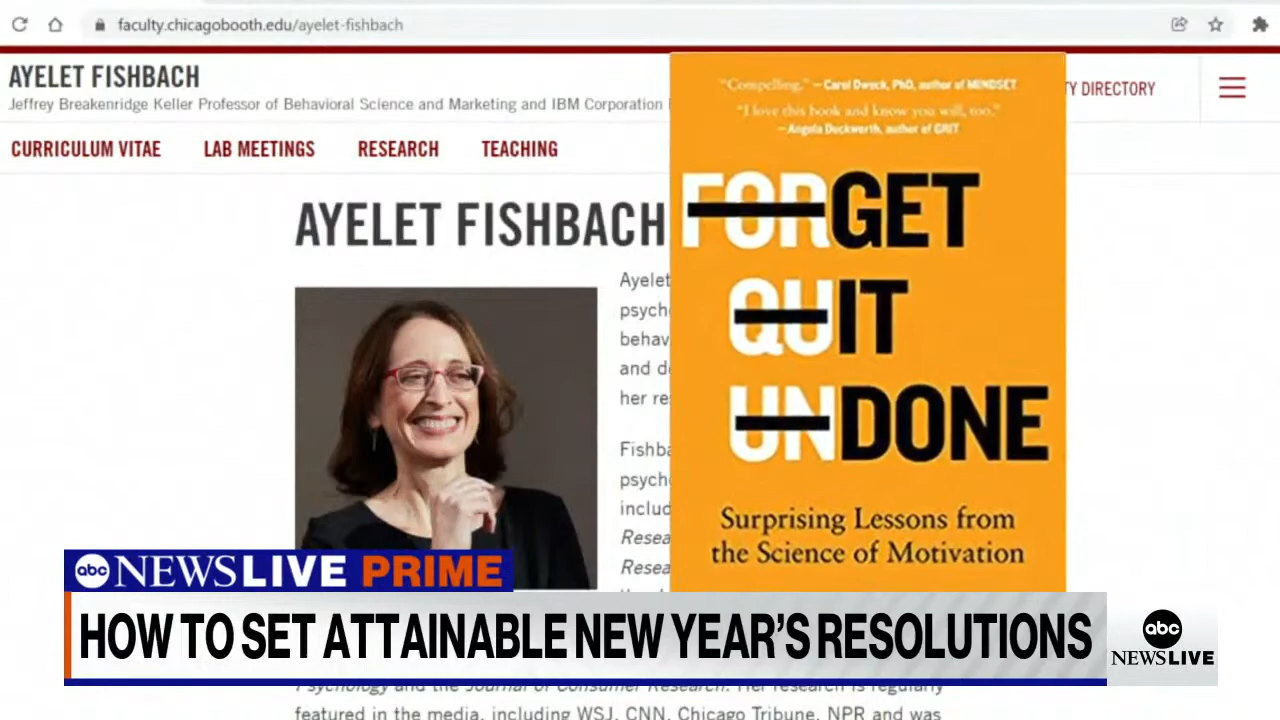 faculty.chicagobooth.edu/ayelet-fishbach
AYELET FISHBACH
Jeffrey Breakenridge Keller Professor of Behavioral Science and Marketing and IBM Corporation
DIRECTORY
CURRICULUM VITAE LAB MEETINGS RESEARCH TEACHING
AYELET FISHBACH
Ayelet
psych
behav
and d
her re
Fishba
psych
includ
Resea
Resea
"Compelling." —Carol Dweck, PhD, author of MINDSET
"I love this book and know you will, too."
—Angela Duckworth, author of GRIT
FORGET
QUIT
UNDONE
Surprising Lessons from
the Science of Motivation
abc NEWS LIVE PRIME
HOW TO SET ATTAINABLE NEW YEAR'S RESOLUTIONS
abc
NEWS LIVE
Psychology and the Journal of Consumer Research. Her research is regularly
featured in the media, including WSJ, CNN, Chicago Tribune, NPR and was